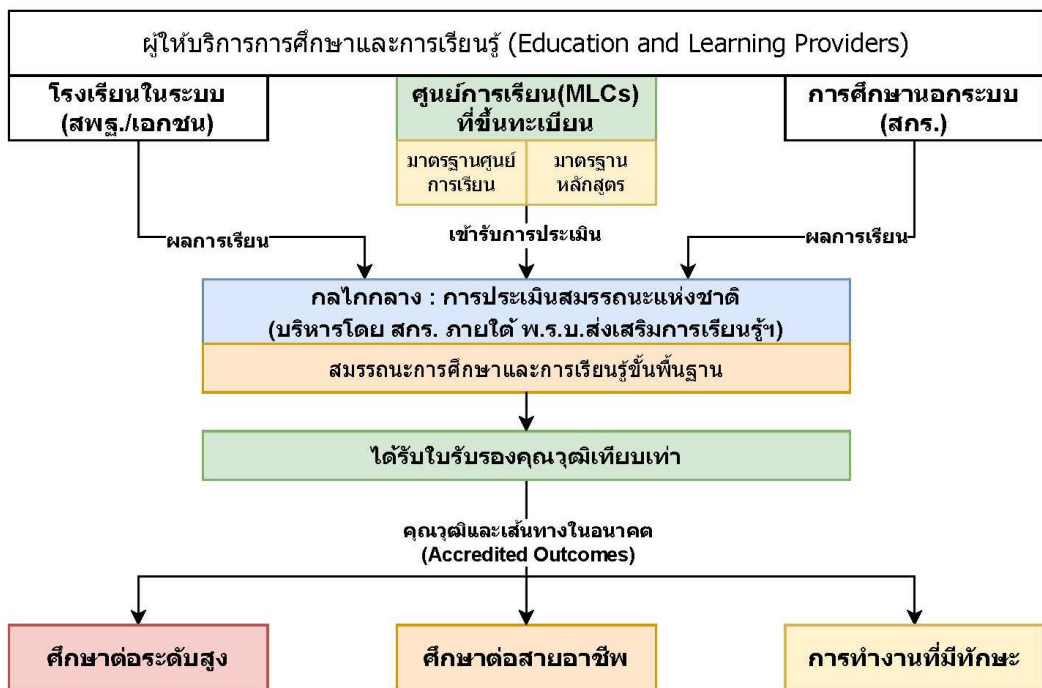 ผู้ให้บริการการศึกษาและการเรียนรู้ (Education and Learning Providers)
โรงเรียนในระบบ
(สพฐ./เอกชน)
ศูนย์การเรียน(MLCs)
ที่ขึ้นทะเบียน
การศึกษานอกระบบ
(สกร.)
มาตรฐานศูนย์
การเรียน
มาตรฐาน
หลักสูตร
ผลการเรียน
เข้ารับการประเมิน
ผลการเรียน
กลไกกลาง : การประเมินสมรรถนะแห่งชาติ
(บริหารโดย สกร. ภายใต้ พ.ร.บ.ส่งเสริมการเรียนรู้ฯ)
สมรรถนะการศึกษาและการเรียนรู้ขั้นพื้นฐาน
ได้รับใบรับรองคุณวุฒิเทียบเท่า
คุณวุฒิและเส้นทางในอนาคต
(Accredited Outcomes)
ศึกษาต่อระดับสูง
ศึกษาต่อสายอาชีพ
การทำงานที่มีทักษะ